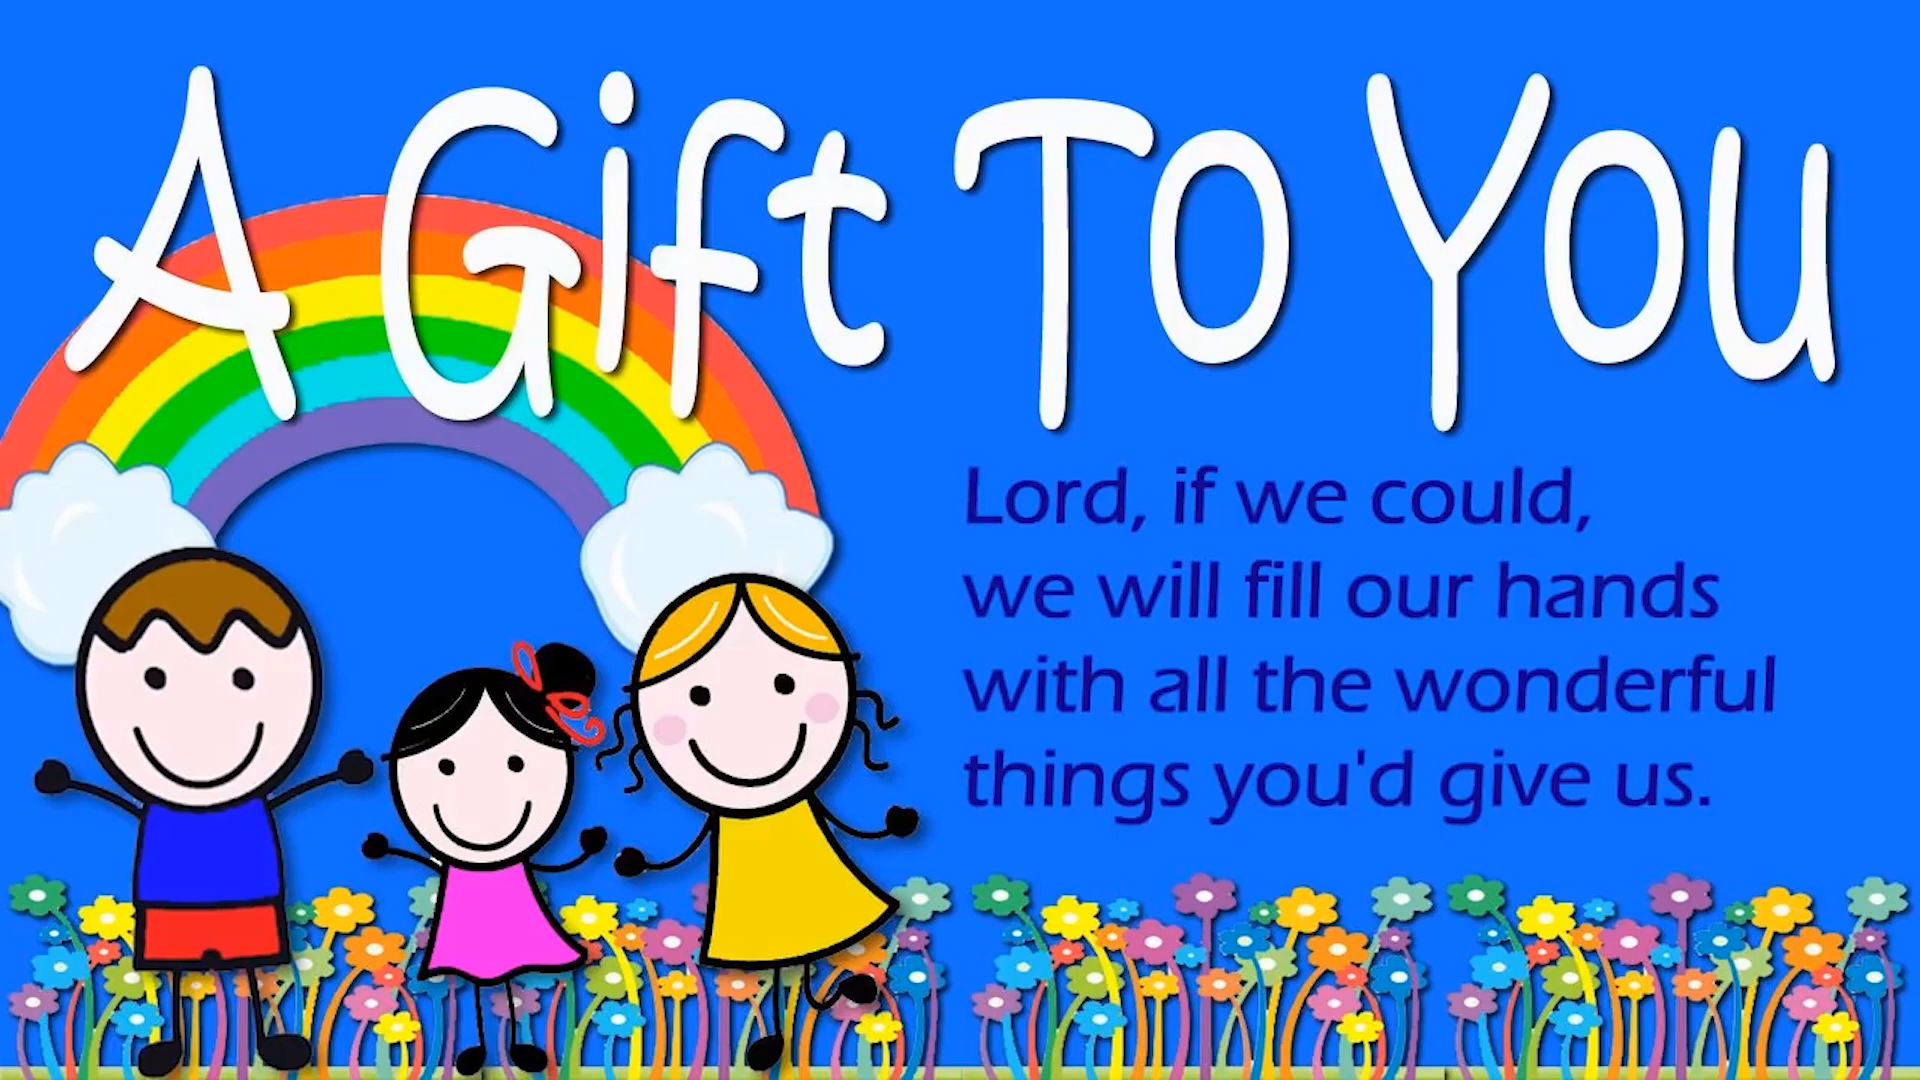 A Gift To You
Lord, if we could,
we will fill our hands
with all the wonderful
things you'd give us.